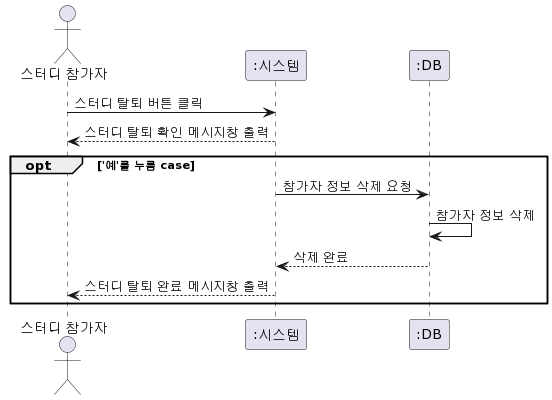 스터디 참가자
:시스템
:DB
스터디 탈퇴 버튼 클릭
스터디 탈퇴 확인 메시지창 출력
opt
['예'를 누름 case]
참가자 정보 삭제 요청
참가자 정보 삭제
삭제 완료
스터디 탈퇴 완료 메시지창 출력
스터디 참가자
:시스템
:DB